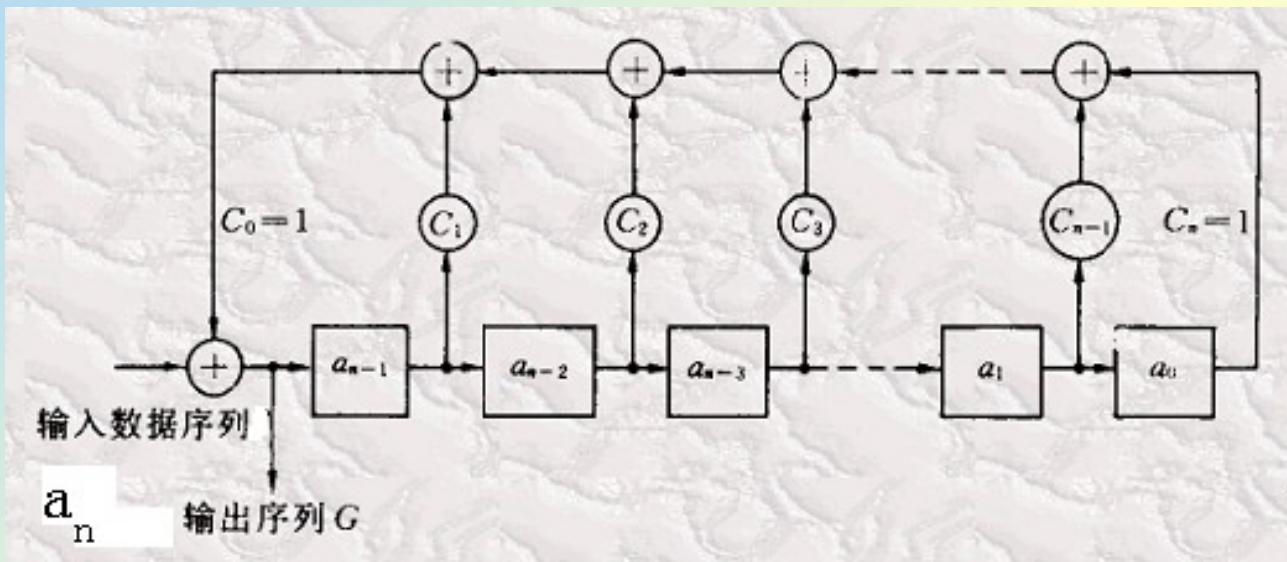 + + + +
C₀=1 C₁ C₂ C₃ Cₙ₋₁ Cₙ=1
+ aₙ₋₁ aₙ₋₂ aₙ₋₃ a₁ a₀
输入数据序列
aₙ 输出序列G